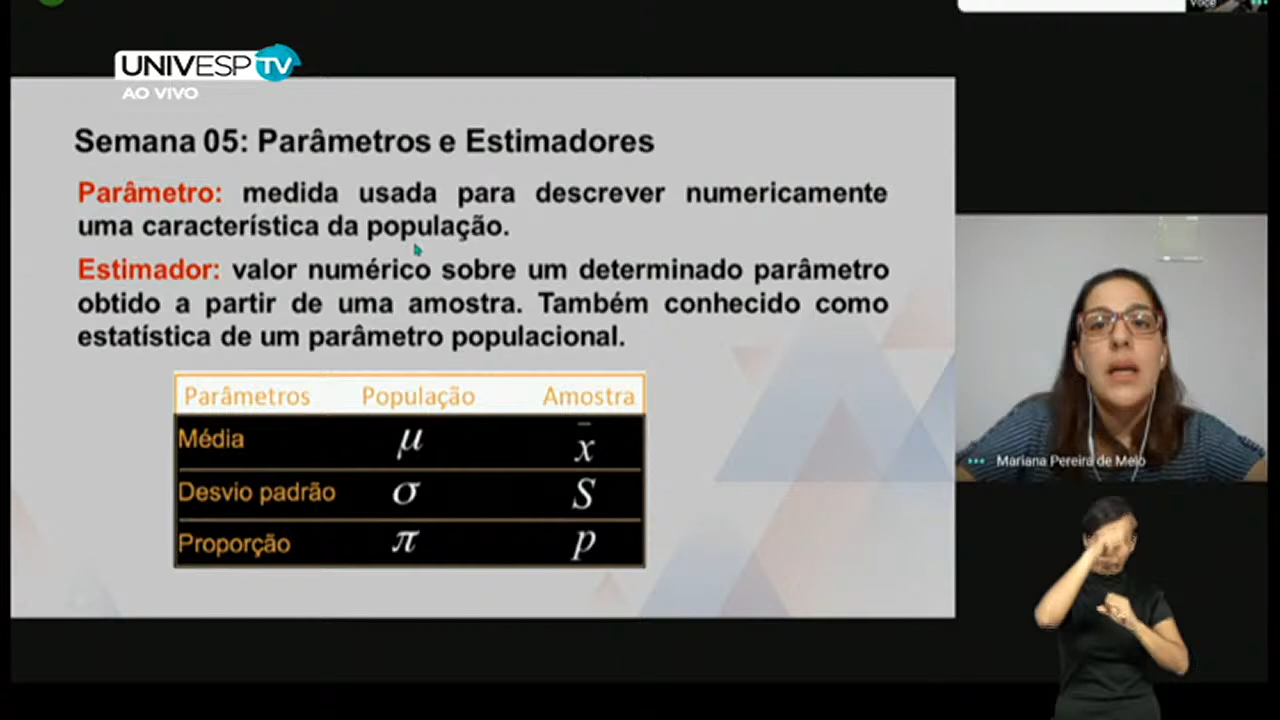 Você
UNIVESP TV
AO VIVO
Semana 05: Parâmetros e Estimadores
Parâmetro: medida usada para descrever numericamente
uma característica da população.
Estimador: valor numérico sobre um determinado parâmetro
obtido a partir de uma amostra. Também conhecido como
estatística de um parâmetro populacional.
Parâmetros População Amostra
Média μ x̄
Desvio padrão σ S
Proporção π p
Mariana Pereira de Melo